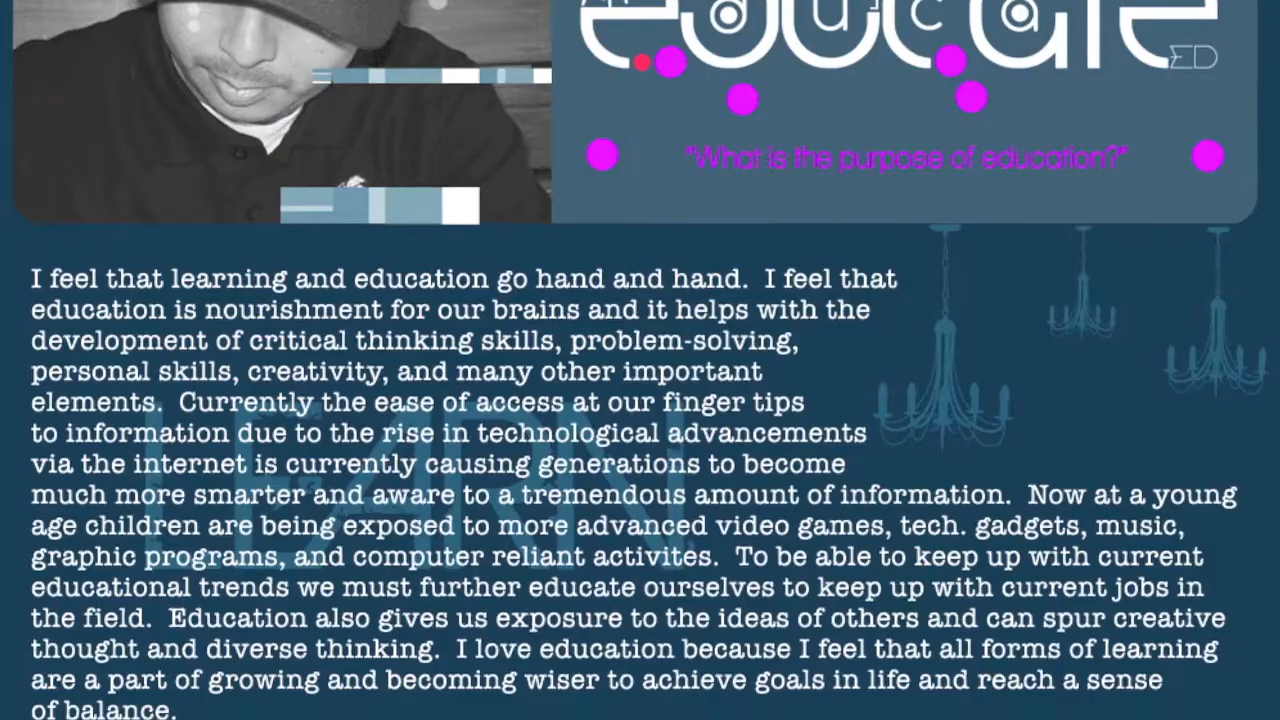 educate
ED
"What is the purpose of education?"
I feel that learning and education go hand and hand.  I feel that
education is nourishment for our brains and it helps with the
development of critical thinking skills, problem-solving,
personal skills, creativity, and many other important
elements.  Currently the ease of access at our finger tips
to information due to the rise in technological advancements
via the internet is currently causing generations to become
much more smarter and aware to a tremendous amount of information.  Now at a young
age children are being exposed to more advanced video games, tech. gadgets, music,
graphic programs, and computer reliant activites.  To be able to keep up with current
educational trends we must further educate ourselves to keep up with current jobs in
the field.  Education also gives us exposure to the ideas of others and can spur creative
thought and diverse thinking.  I love education because I feel that all forms of learning
are a part of growing and becoming wiser to achieve goals in life and reach a sense
of balance.
LEARN